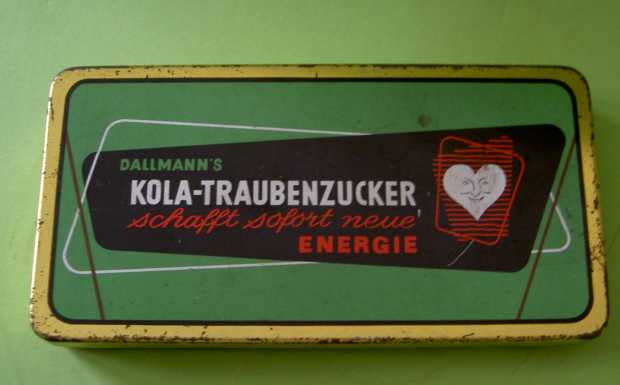 DALLMANN'S
KOLA-TRAUBENZUCKER
schafft sofort neue
ENERGIE